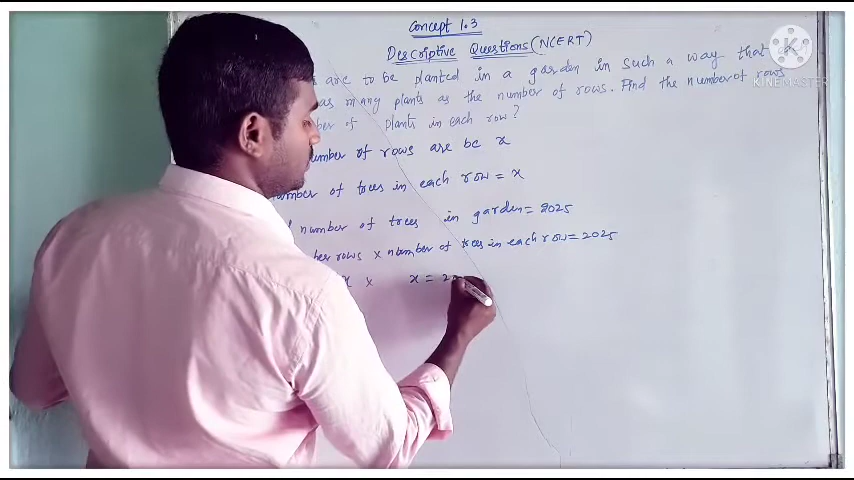 Concept 1.3
Descriptive Questions (NCERT)
are to be planted in a garden in such a way that
as many plants as the number of rows. Find the number of rows
ber of plants in each row?
umber of rows are be x
number of trees in each row = x
number of trees in garden = 2025
ber rows x number of trees in each row = 2025
x x x = 2
K
KINEMASTER